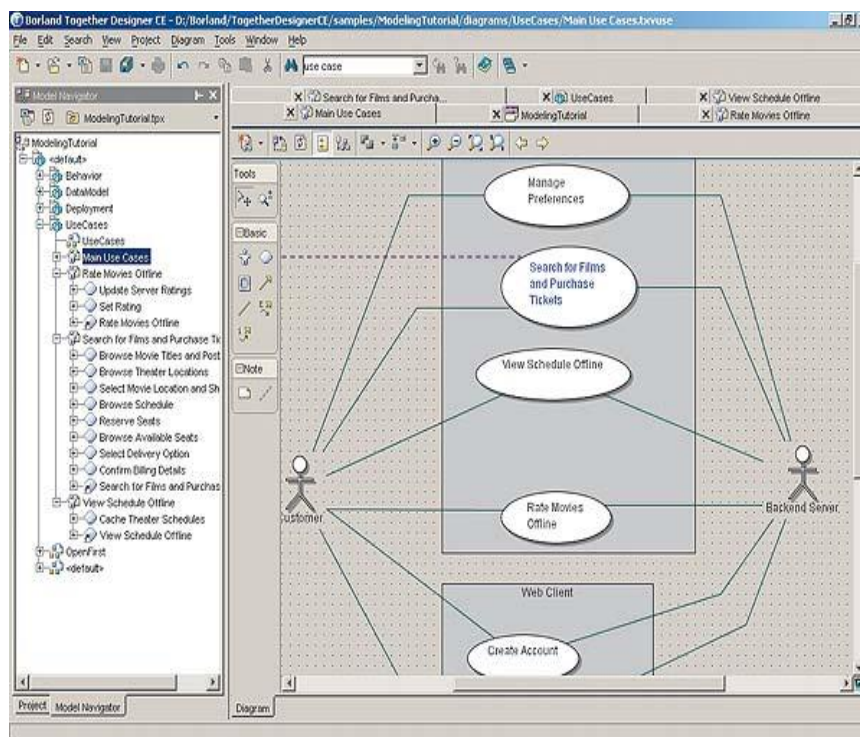 Borland Together Designer CE - D:/Borland/TogetherDesignerCE/samples/ModelingTutorial/diagrams/UseCases/Main Use Cases.txvuse
File Edit Search View Project Diagram Tools Window Help
use case
Model Navigator
ModelingTutorial.tpx
ModelingTutorial
<default>
Behavior
DataModel
Deployment
UseCases
UseCases
Main Use Cases
Rate Movies Offline
Update Server Ratings
Set Rating
Rate Movies Offline
Search for Films and Purchase Tic
Browse Movie Titles and Post
Browse Theater Locations
Select Movie Location and Sh
Browse Schedule
Reserve Seats
Browse Available Seats
Select Delivery Option
Confirm Billing Details
Search for Films and Purchas
View Schedule Offline
Cache Theater Schedules
View Schedule Offline
OpenFirst
<default>
Project Model Navigator
Search for Films and Purcha... UseCases View Schedule Offline
Main Use Cases ModelingTutorial Rate Movies Offline
Tools
Basic
Note
Manage
Preferences
Search for Films
and Purchase
Tickets
View Schedule Offline
Rate Movies
Offline
Customer
Backend Server
Web Client
Create Account
Diagram